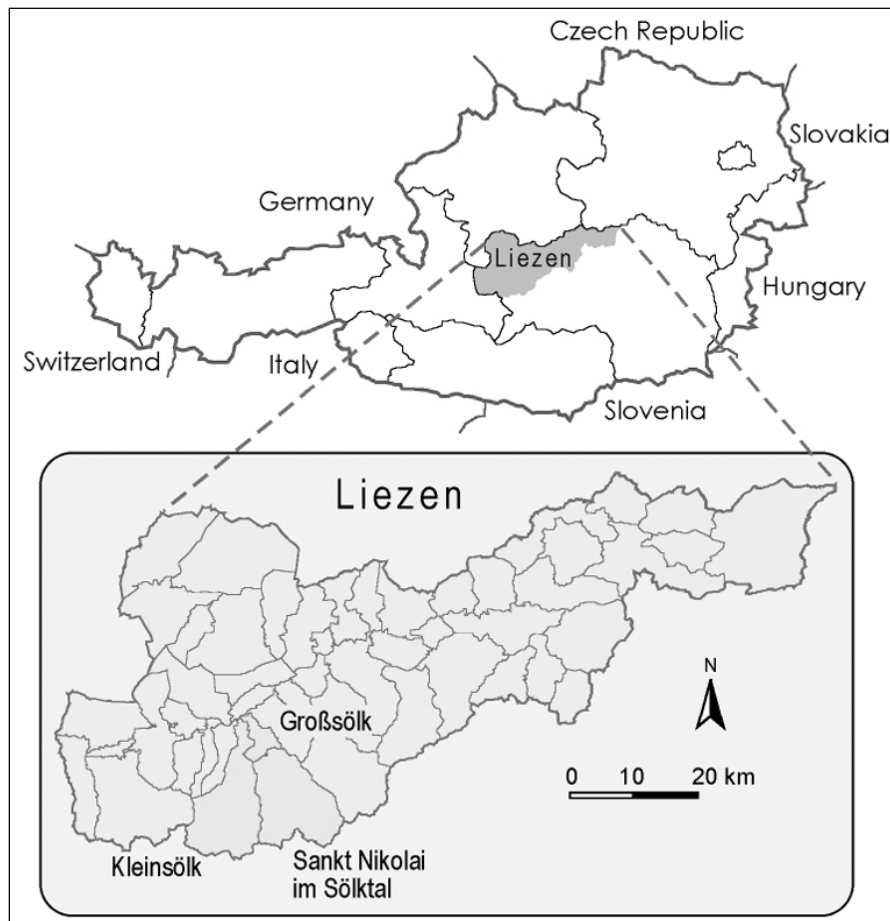 Czech Republic
Slovakia
Germany
Liezen
Hungary
Switzerland
Italy
Slovenia
Liezen
N
Großsölk
0 10 20 km
Kleinsölk
Sankt Nikolai
im Sölktal